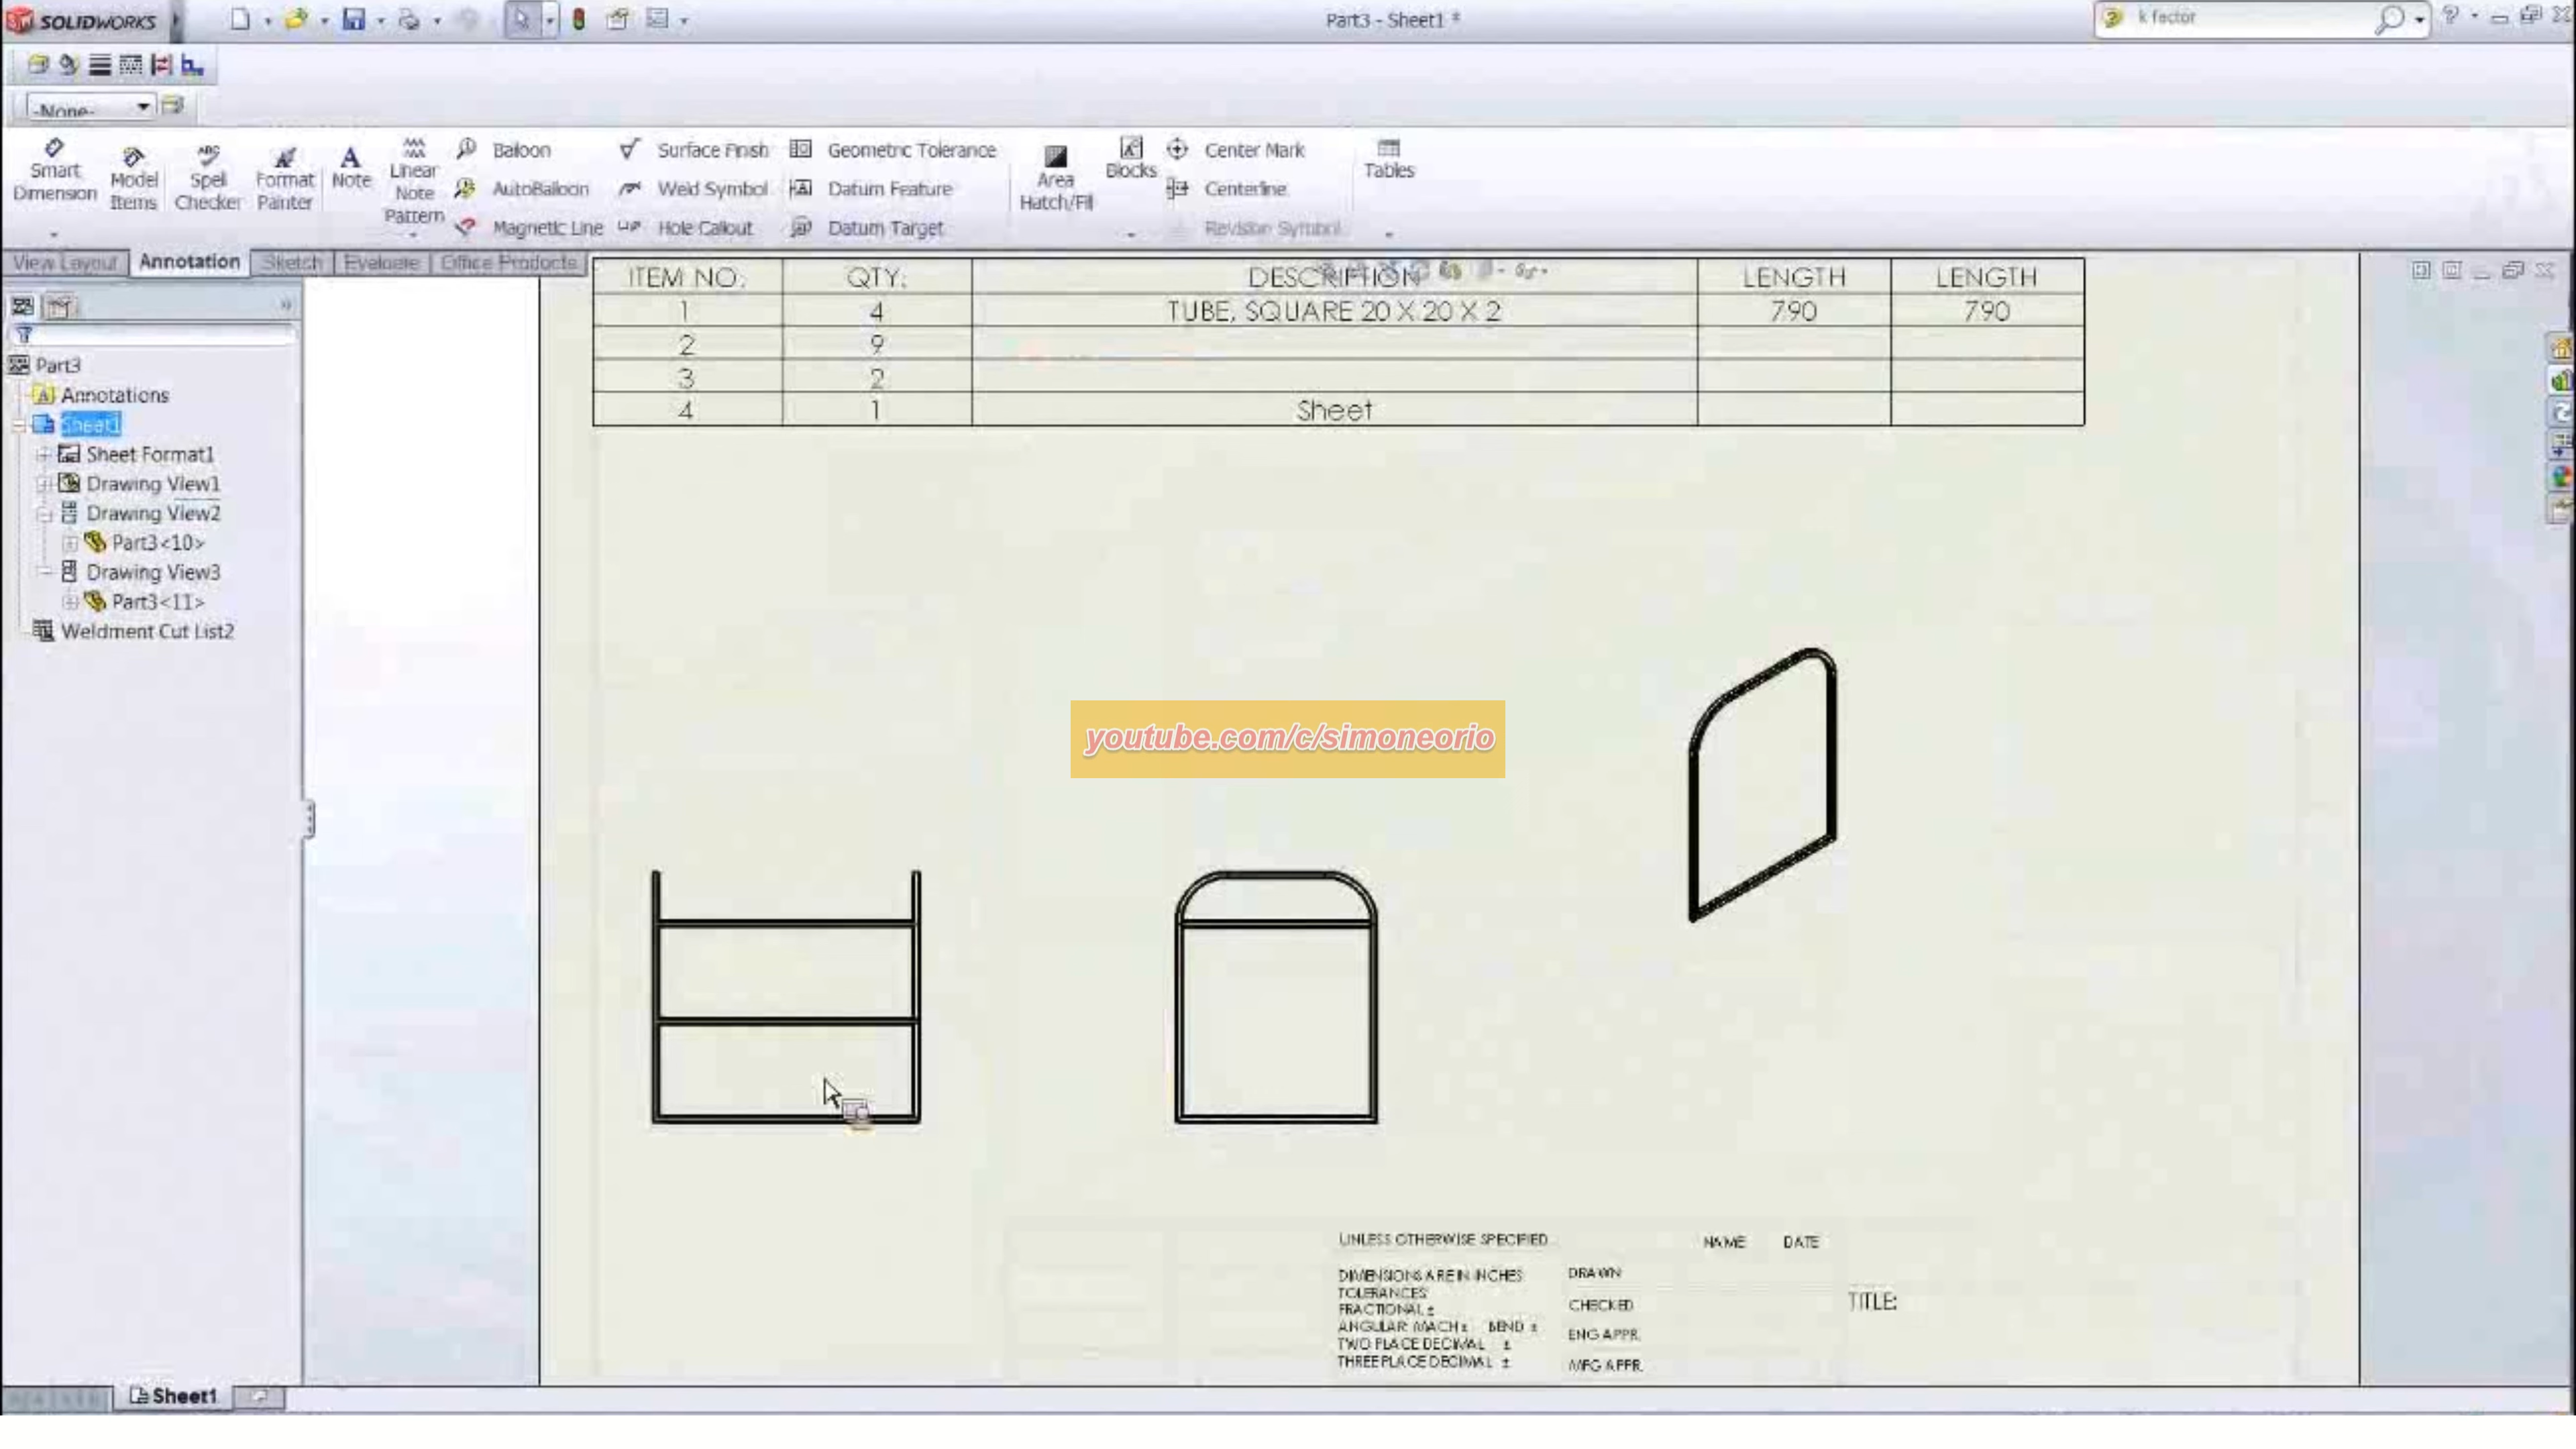 SOLIDWORKS
Part3 - Sheet1 *
k factor
-None-
Smart Dimension
Model Items
Spell Checker
Format Painter
Note
Linear Note Pattern
Balloon
AutoBalloon
Magnetic Line
Surface Finish
Weld Symbol
Hole Callout
Geometric Tolerance
Datum Feature
Datum Target
Area Hatch/Fill
Blocks
Center Mark
Centerline
Revision Symbol
Tables
View Layout Annotation Sketch Evaluate Office Products
ITEM NO. QTY. DESCRIPTION LENGTH LENGTH
1 4 TUBE, SQUARE 20 X 20 X 2 790 790
2 9
3 2
4 1 Sheet
Part3
Annotations
Sheet1
Sheet Format1
Drawing View1
Drawing View2
Part3<10>
Drawing View3
Part3<11>
Weldment Cut List2
youtube.com/c/simoneorio
UNLESS OTHERWISE SPECIFIED
DIMENSIONS ARE IN INCHES
TOLERANCES
FRACTIONAL ±
ANGULAR: MACH ± BEND ±
TWO PLACE DECIMAL ±
THREE PLACE DECIMAL ±
NAME DATE
DRAWN
CHECKED
ENG APPR.
MFG APPR.
TITLE:
Sheet1